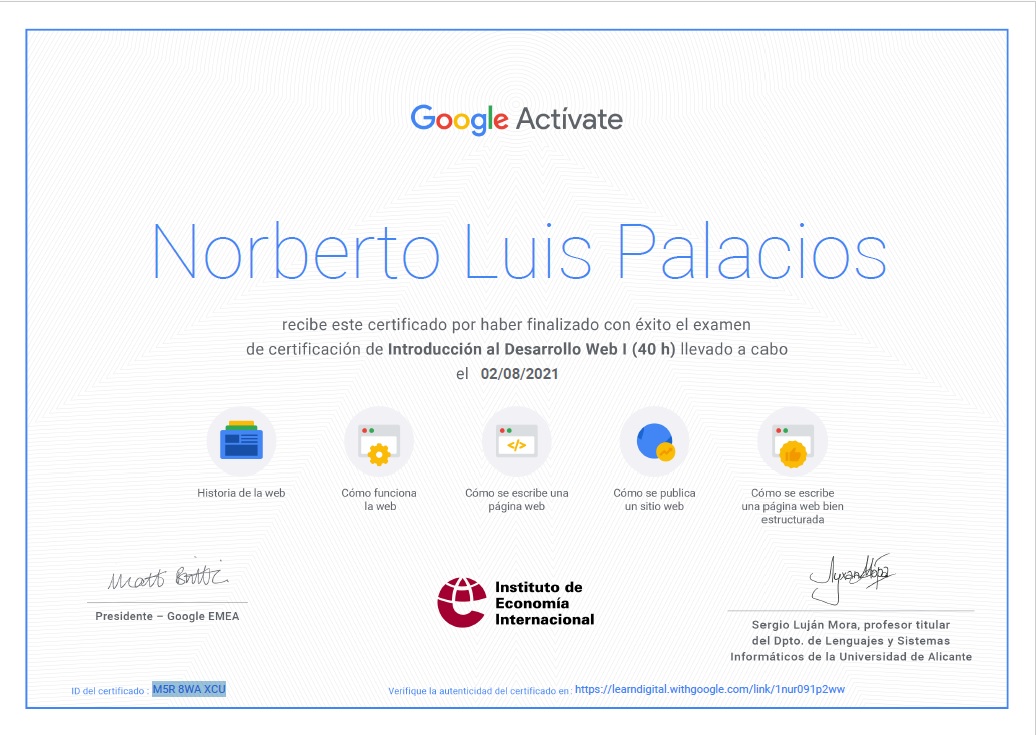 Google Actívate
Norberto Luis Palacios
recibe este certificado por haber finalizado con éxito el examen
de certificación de Introducción al Desarrollo Web I (40 h) llevado a cabo
el 02/08/2021
</>
Historia de la web
Cómo funciona
la web
Cómo se escribe una
página web
Cómo se publica
un sitio web
Cómo se escribe
una página web bien
estructurada
Presidente – Google EMEA
Instituto de
Economía
Internacional
Sergio Luján Mora, profesor titular
del Dpto. de Lenguajes y Sistemas
Informáticos de la Universidad de Alicante
ID del certificado : M5R 8WA XCU
Verifique la autenticidad del certificado en: https://learndigital.withgoogle.com/link/1nur091p2ww